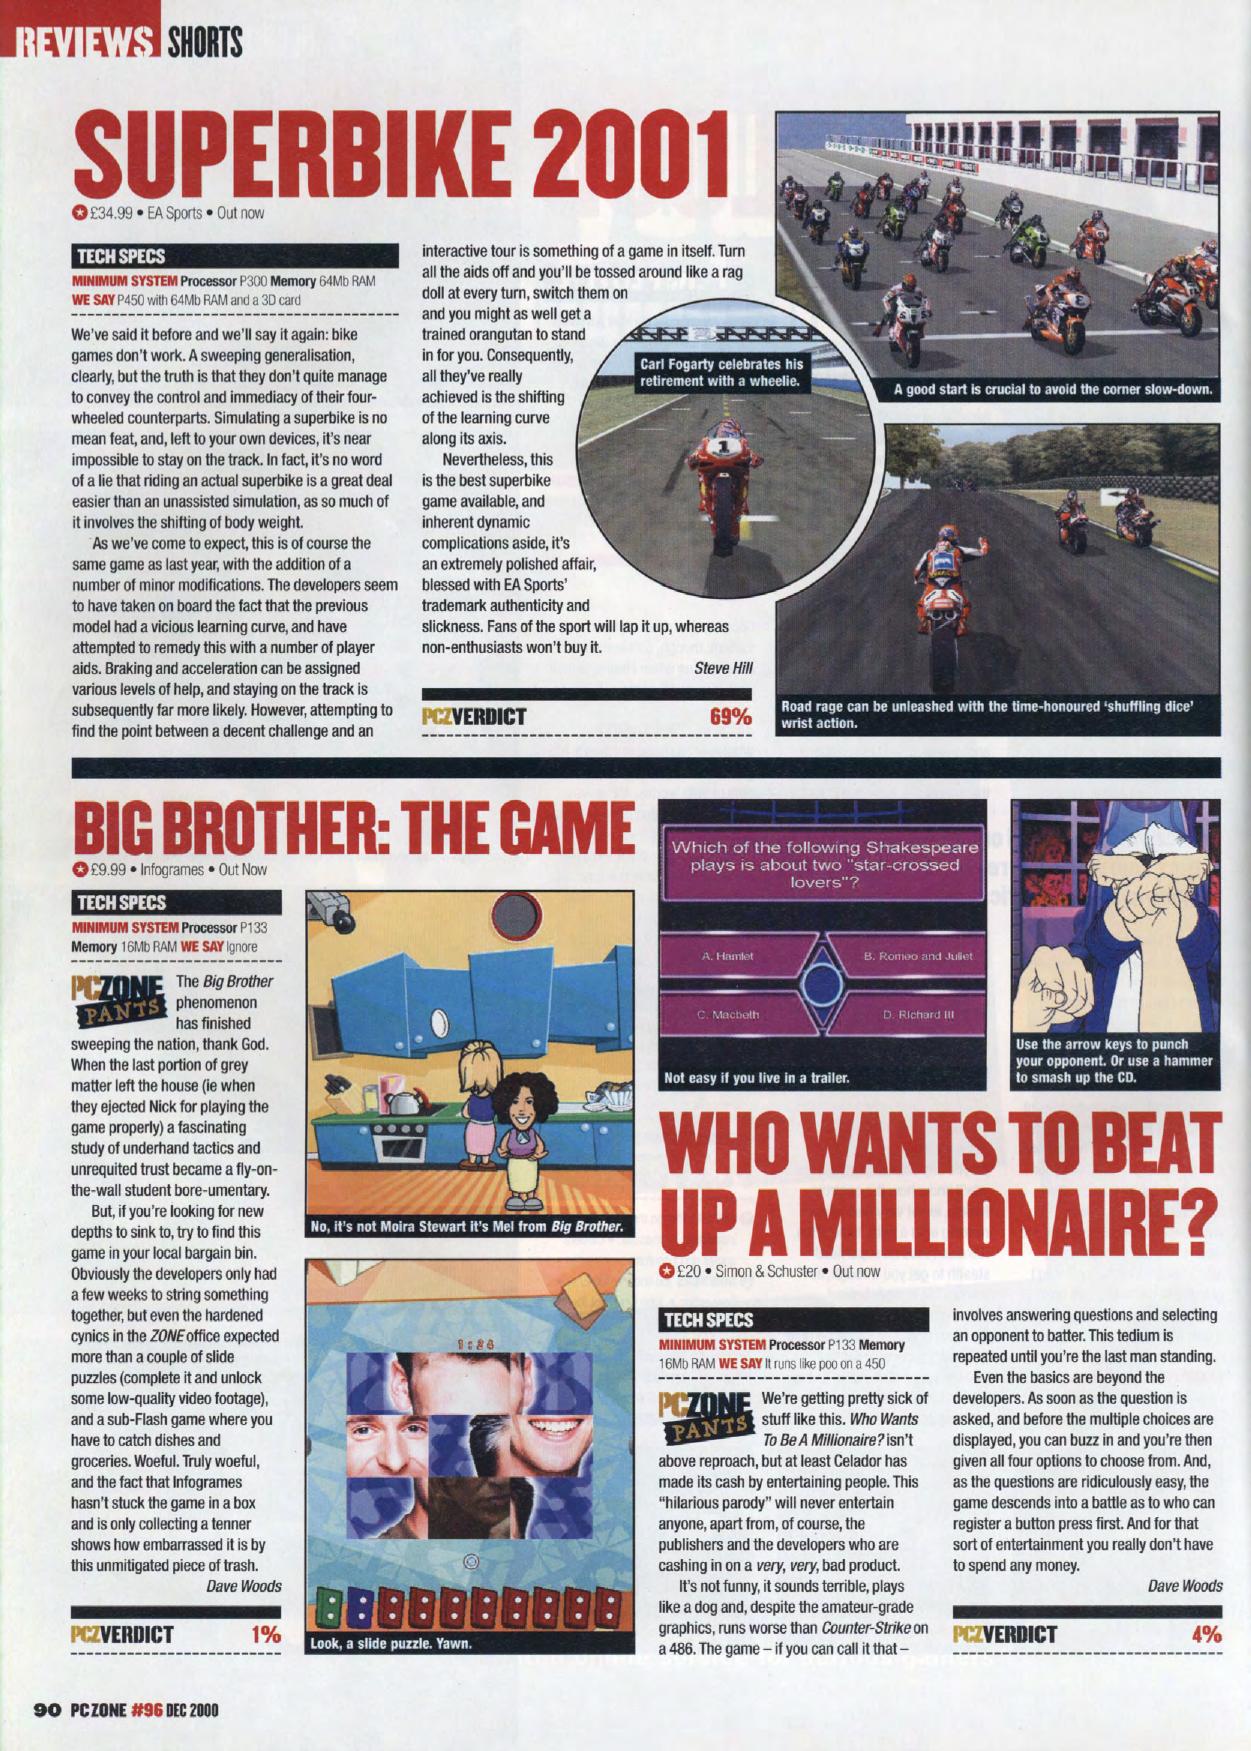 REVIEWS SHORTS
SUPERBIKE 2001
£34.99 • EA Sports • Out now
TECH SPECS
MINIMUM SYSTEM Processor P300 Memory 64Mb RAM
WE SAY P450 with 64Mb RAM and a 3D card
We've said it before and we'll say it again: bike
games don't work. A sweeping generalisation,
clearly, but the truth is that they don't quite manage
to convey the control and immediacy of their four-
wheeled counterparts. Simulating a superbike is no
mean feat, and, left to your own devices, it's near
impossible to stay on the track. In fact, it's no word
of a lie that riding an actual superbike is a great deal
easier than an unassisted simulation, as so much of
it involves the shifting of body weight.
As we've come to expect, this is of course the
same game as last year, with the addition of a
number of minor modifications. The developers seem
to have taken on board the fact that the previous
model had a vicious learning curve, and have
attempted to remedy this with a number of player
aids. Braking and acceleration can be assigned
various levels of help, and staying on the track is
subsequently far more likely. However, attempting to
find the point between a decent challenge and an
interactive tour is something of a game in itself. Turn
all the aids off and you'll be tossed around like a rag
doll at every turn, switch them on
and you might as well get a
trained orangutan to stand
in for you. Consequently,
all they've really
achieved is the shifting
of the learning curve
along its axis.
Nevertheless, this
is the best superbike
game available, and
inherent dynamic
complications aside, it's
an extremely polished affair,
blessed with EA Sports'
trademark authenticity and
slickness. Fans of the sport will lap it up, whereas
non-enthusiasts won't buy it.
Steve Hill
PCZVERDICT 69%
Carl Fogarty celebrates his
retirement with a wheelie.
1
A good start is crucial to avoid the corner slow-down.
Road rage can be unleashed with the time-honoured 'shuffling dice'
wrist action.
BIG BROTHER: THE GAME
£9.99 • Infogrames • Out Now
TECH SPECS
MINIMUM SYSTEM Processor P133
Memory 16Mb RAM WE SAY Ignore
PCZONE
PANTS
The Big Brother
phenomenon
has finished
sweeping the nation, thank God.
When the last portion of grey
matter left the house (ie when
they ejected Nick for playing the
game properly) a fascinating
study of underhand tactics and
unrequited trust became a fly-on-
the-wall student bore-umentary.
But, if you're looking for new
depths to sink to, try to find this
game in your local bargain bin.
Obviously the developers only had
a few weeks to string something
together, but even the hardened
cynics in the ZONE office expected
more than a couple of slide
puzzles (complete it and unlock
some low-quality video footage),
and a sub-Flash game where you
have to catch dishes and
groceries. Woeful. Truly woeful,
and the fact that Infogrames
hasn't stuck the game in a box
and is only collecting a tenner
shows how embarrassed it is by
this unmitigated piece of trash.
Dave Woods
PCZVERDICT 1%
No, it's not Moira Stewart it's Mel from Big Brother.
1:24
Look, a slide puzzle. Yawn.
Which of the following Shakespeare
plays is about two "star-crossed
lovers"?
A. Hamlet
B. Romeo and Juliet
C. Macbeth
D. Richard III
Not easy if you live in a trailer.
Use the arrow keys to punch
your opponent. Or use a hammer
to smash up the CD.
WHO WANTS TO BEAT
UP A MILLIONAIRE?
£20 • Simon & Schuster • Out now
TECH SPECS
MINIMUM SYSTEM Processor P133 Memory
16Mb RAM WE SAY It runs like poo on a 450
PCZONE
PANTS
We're getting pretty sick of
stuff like this. Who Wants
To Be A Millionaire? isn't
above reproach, but at least Celador has
made its cash by entertaining people. This
“hilarious parody” will never entertain
anyone, apart from, of course, the
publishers and the developers who are
cashing in on a very, very, bad product.
It's not funny, it sounds terrible, plays
like a dog and, despite the amateur-grade
graphics, runs worse than Counter-Strike on
a 486. The game – if you can call it that –
involves answering questions and selecting
an opponent to batter. This tedium is
repeated until you're the last man standing.
Even the basics are beyond the
developers. As soon as the question is
asked, and before the multiple choices are
displayed, you can buzz in and you're then
given all four options to choose from. And,
as the questions are ridiculously easy, the
game descends into a battle as to who can
register a button press first. And for that
sort of entertainment you really don't have
to spend any money.
Dave Woods
PCZVERDICT 4%
90 PCZONE #96 DEC 2000